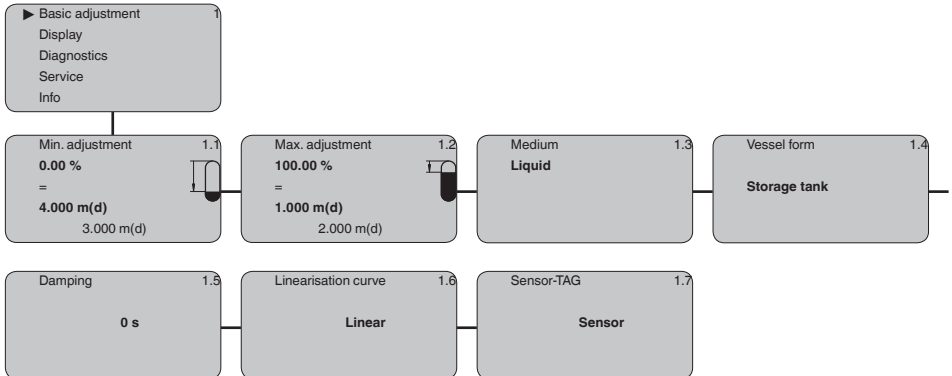 ▶ Basic adjustment 1
Display
Diagnostics
Service
Info
Min. adjustment 1.1
0.00 %
=
4.000 m(d)
3.000 m(d)
Max. adjustment 1.2
100.00 %
=
1.000 m(d)
2.000 m(d)
Medium 1.3
Liquid
Vessel form 1.4
Storage tank
Damping 1.5
0 s
Linearisation curve 1.6
Linear
Sensor-TAG 1.7
Sensor